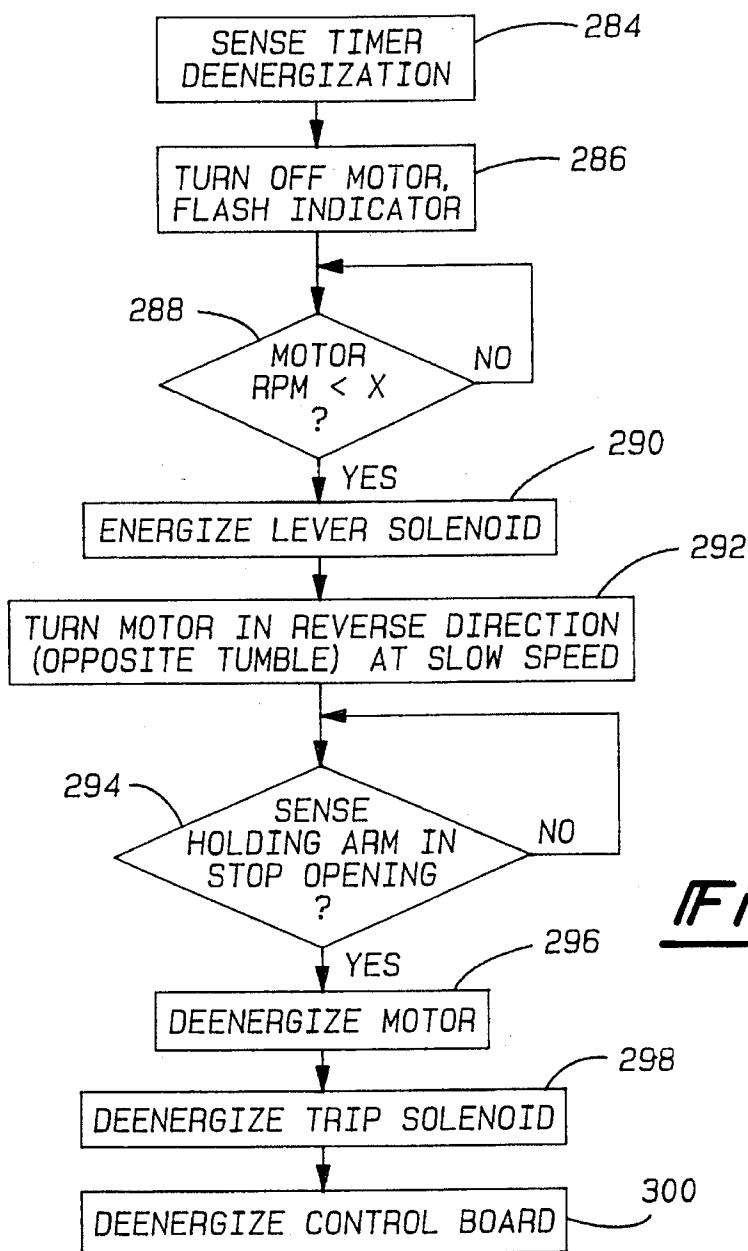 SENSE TIMER
DEENERGIZATION
284
TURN OFF MOTOR,
FLASH INDICATOR
286
288
MOTOR
RPM < X
?
NO
YES
290
ENERGIZE LEVER SOLENOID
292
TURN MOTOR IN REVERSE DIRECTION
(OPPOSITE TUMBLE) AT SLOW SPEED
294
SENSE
HOLDING ARM IN
STOP OPENING
?
NO
YES
296
DEENERGIZE MOTOR
298
DEENERGIZE TRIP SOLENOID
300
DEENERGIZE CONTROL BOARD